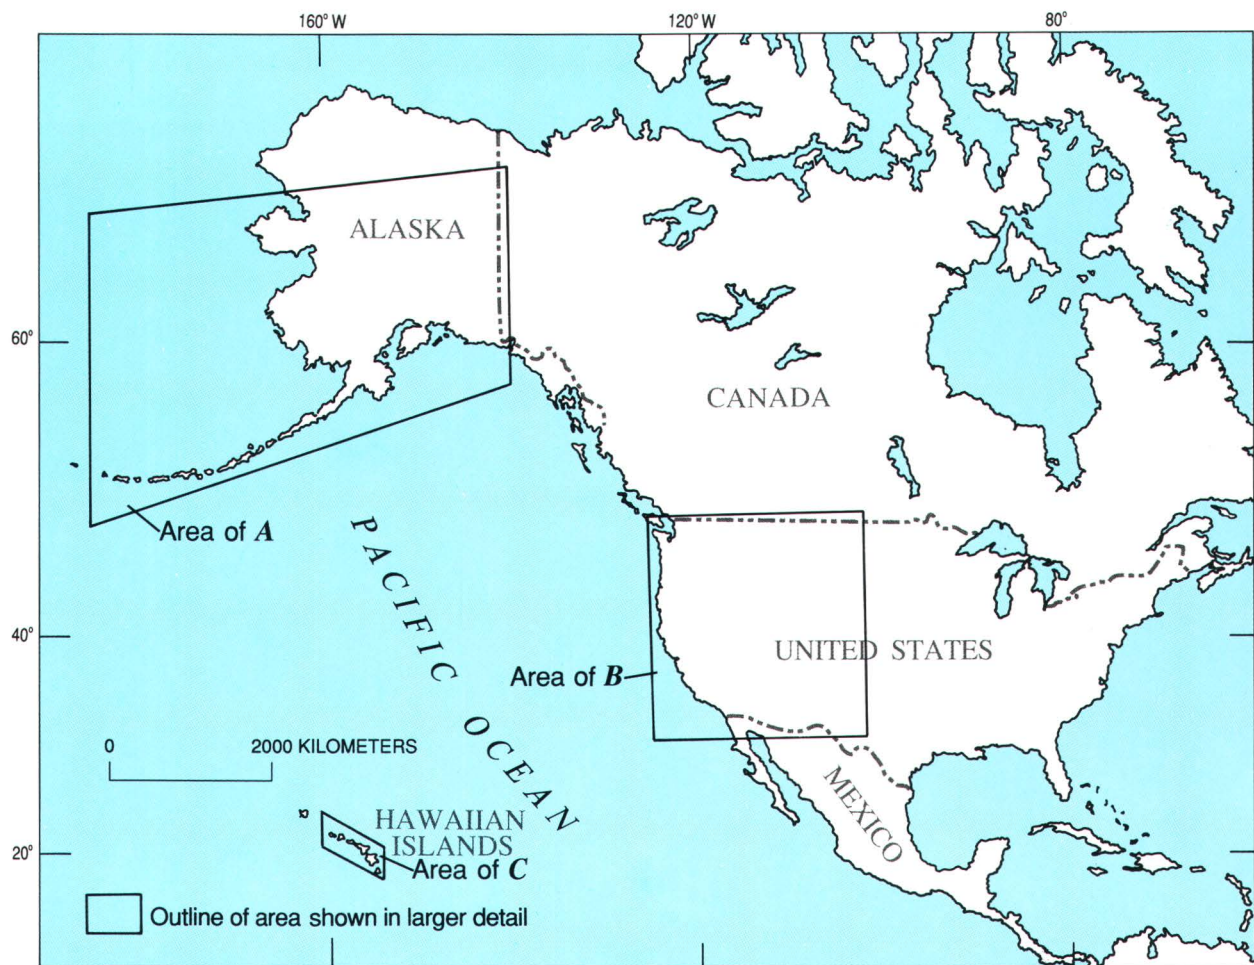 160° W
120° W
80°
ALASKA
60°
CANADA
Area of A
PACIFIC OCEAN
40°
UNITED STATES
Area of B
0
2000 KILOMETERS
MEXICO
HAWAIIAN
ISLANDS
20°
Area of C
Outline of area shown in larger detail